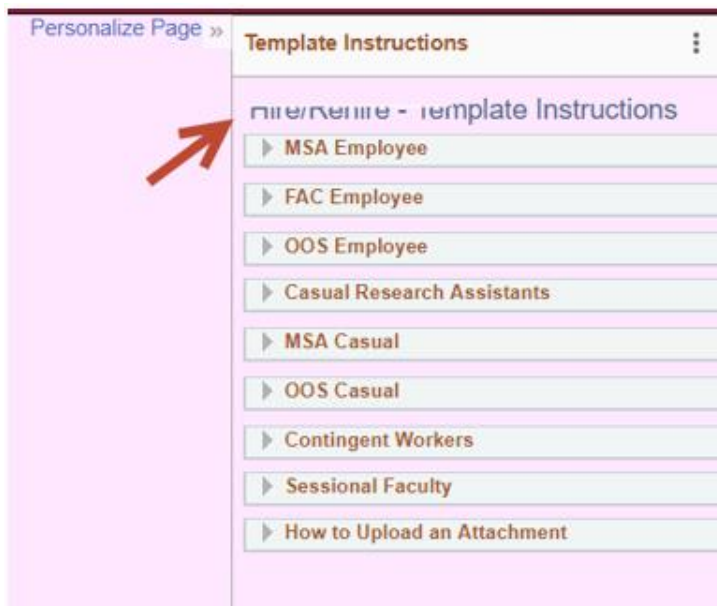 Personalize Page »
Template Instructions
Hire/Rehire - Template Instructions
MSA Employee
FAC Employee
OOS Employee
Casual Research Assistants
MSA Casual
OOS Casual
Contingent Workers
Sessional Faculty
How to Upload an Attachment